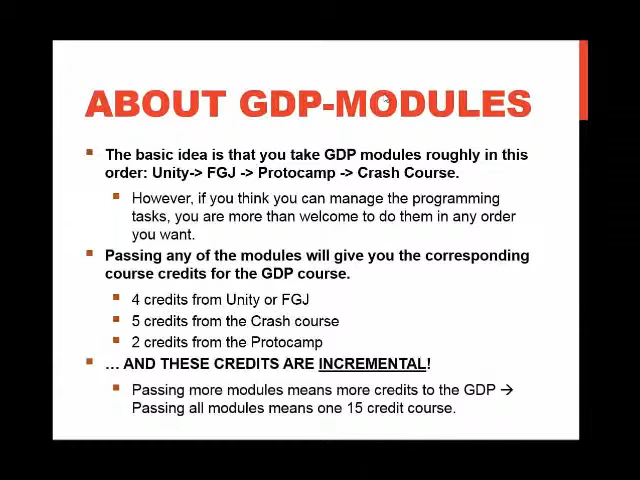 ABOUT GDP-MODULES
The basic idea is that you take GDP modules roughly in this
order: Unity-> FGJ -> Protocamp -> Crash Course.
However, if you think you can manage the programming
tasks, you are more than welcome to do them in any order
you want.
Passing any of the modules will give you the corresponding
course credits for the GDP course.
4 credits from Unity or FGJ
5 credits from the Crash course
2 credits from the Protocamp
… AND THESE CREDITS ARE INCREMENTAL!
Passing more modules means more credits to the GDP →
Passing all modules means one 15 credit course.